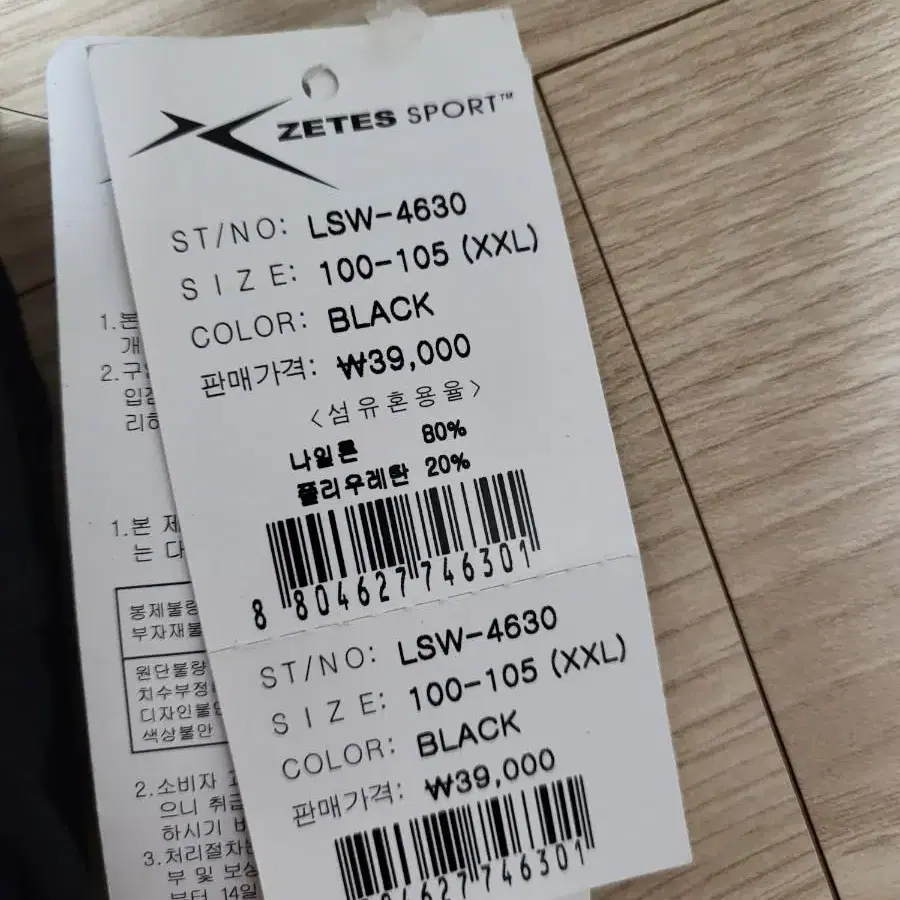 ZETES SPORT™
ST/NO: LSW-4630
SIZE: 100-105 (XXL)
COLOR: BLACK
판매가격: ₩39,000
<섬유혼용율>
나일론 80%
폴리우레탄 20%
8 804627 746301
ST/NO: LSW-4630
SIZE: 100-105 (XXL)
COLOR: BLACK
판매가격: ₩39,000
804627 746301
1.본
개
2.구
입
리하
1.본 제
는 다
봉제불량
부자재불
원단불량
치수부정
디자인불만
색상불안
2.소비자
으니 취급
하시기
3.처리절차
부 및 보상
부터 14일